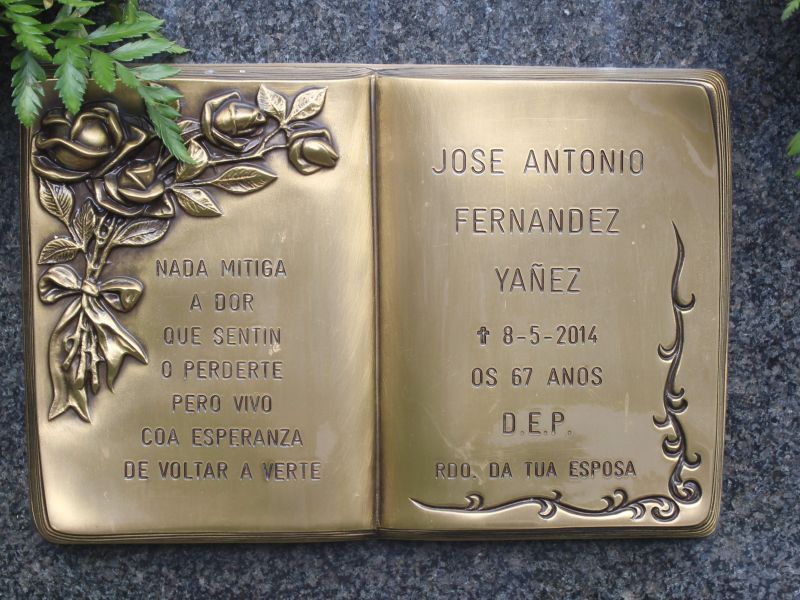 NADA MITIGA
A DOR
QUE SENTIN
O PERDERTE
PERO VIVO
COA ESPERANZA
DE VOLTAR A VERTE
JOSE ANTONIO
FERNANDEZ
YAÑEZ
✝ 8-5-2014
OS 67 ANOS
D.E.P.
RDO. DA TUA ESPOSA